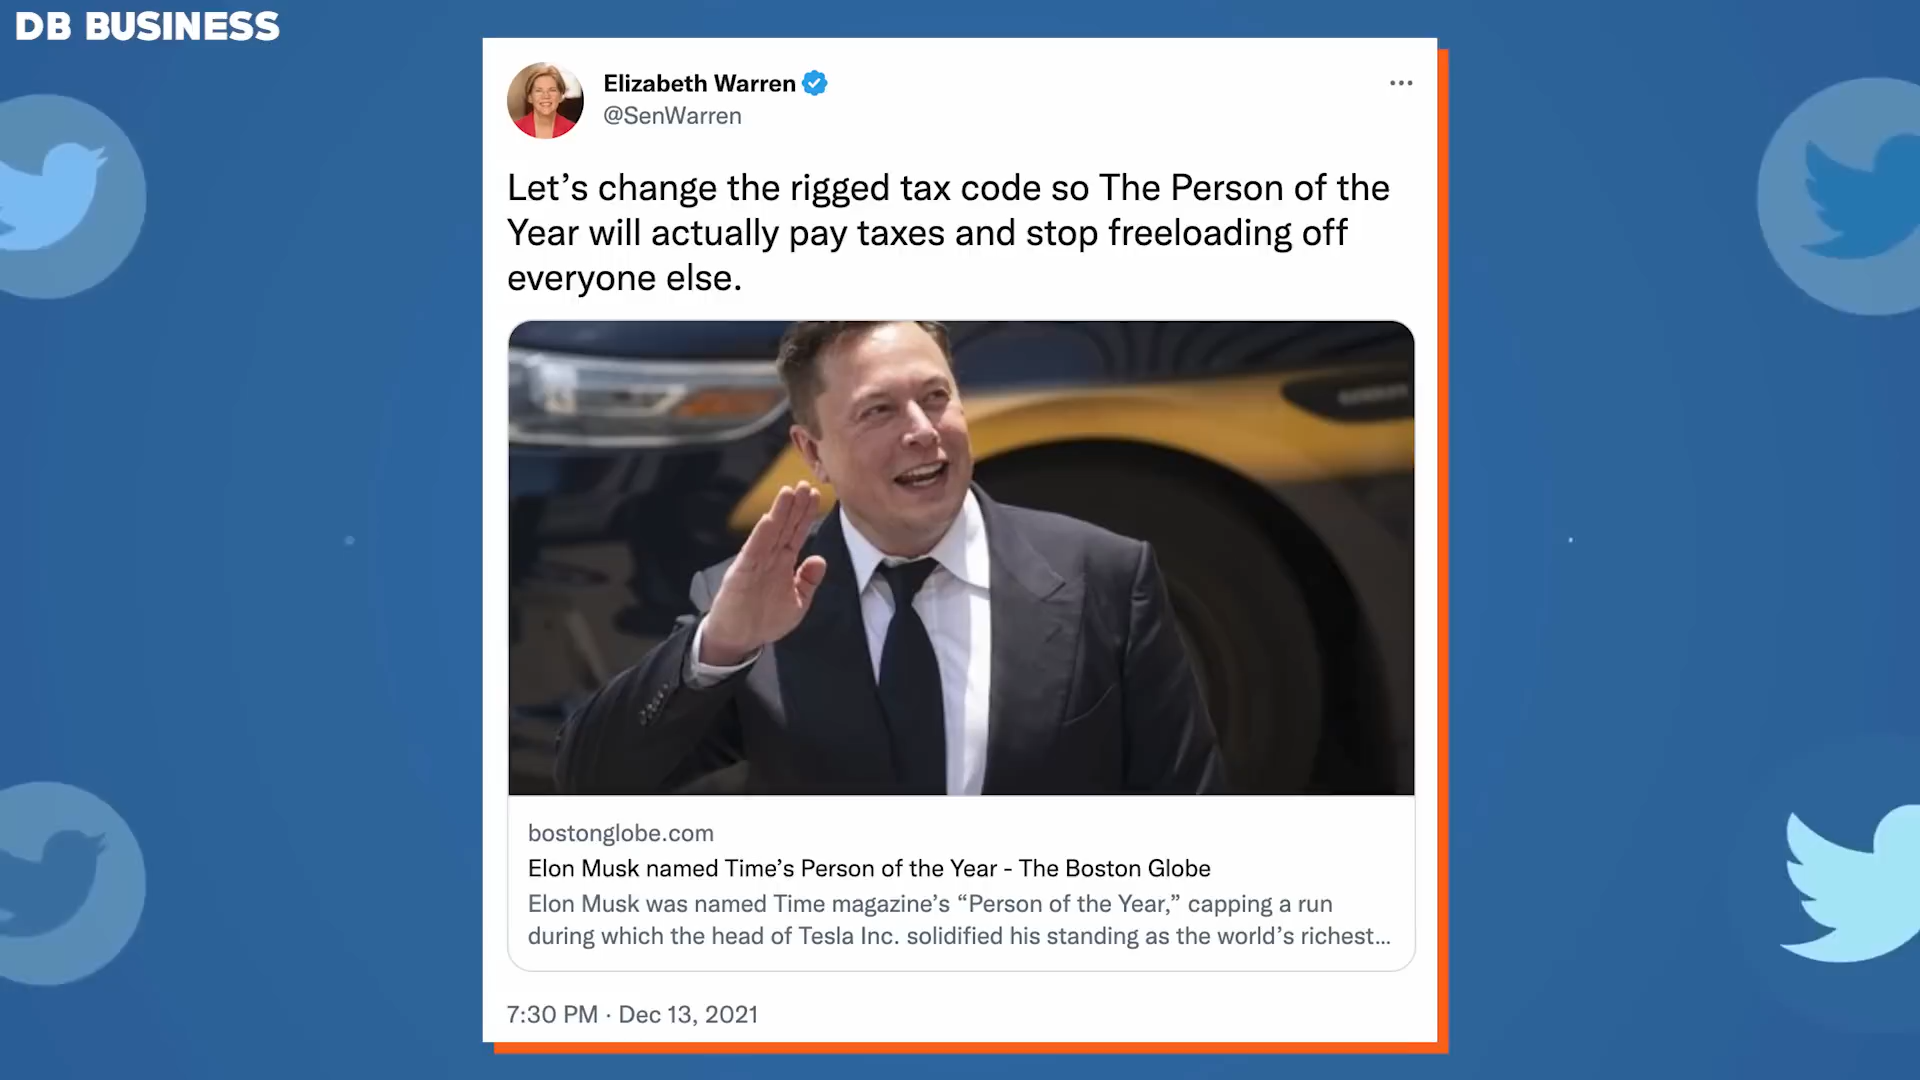 DB BUSINESS
Elizabeth Warren
@SenWarren
Let’s change the rigged tax code so The Person of the
Year will actually pay taxes and stop freeloading off
everyone else.
bostonglobe.com
Elon Musk named Time’s Person of the Year - The Boston Globe
Elon Musk was named Time magazine’s “Person of the Year,” capping a run
during which the head of Tesla Inc. solidified his standing as the world’s richest...
7:30 PM · Dec 13, 2021